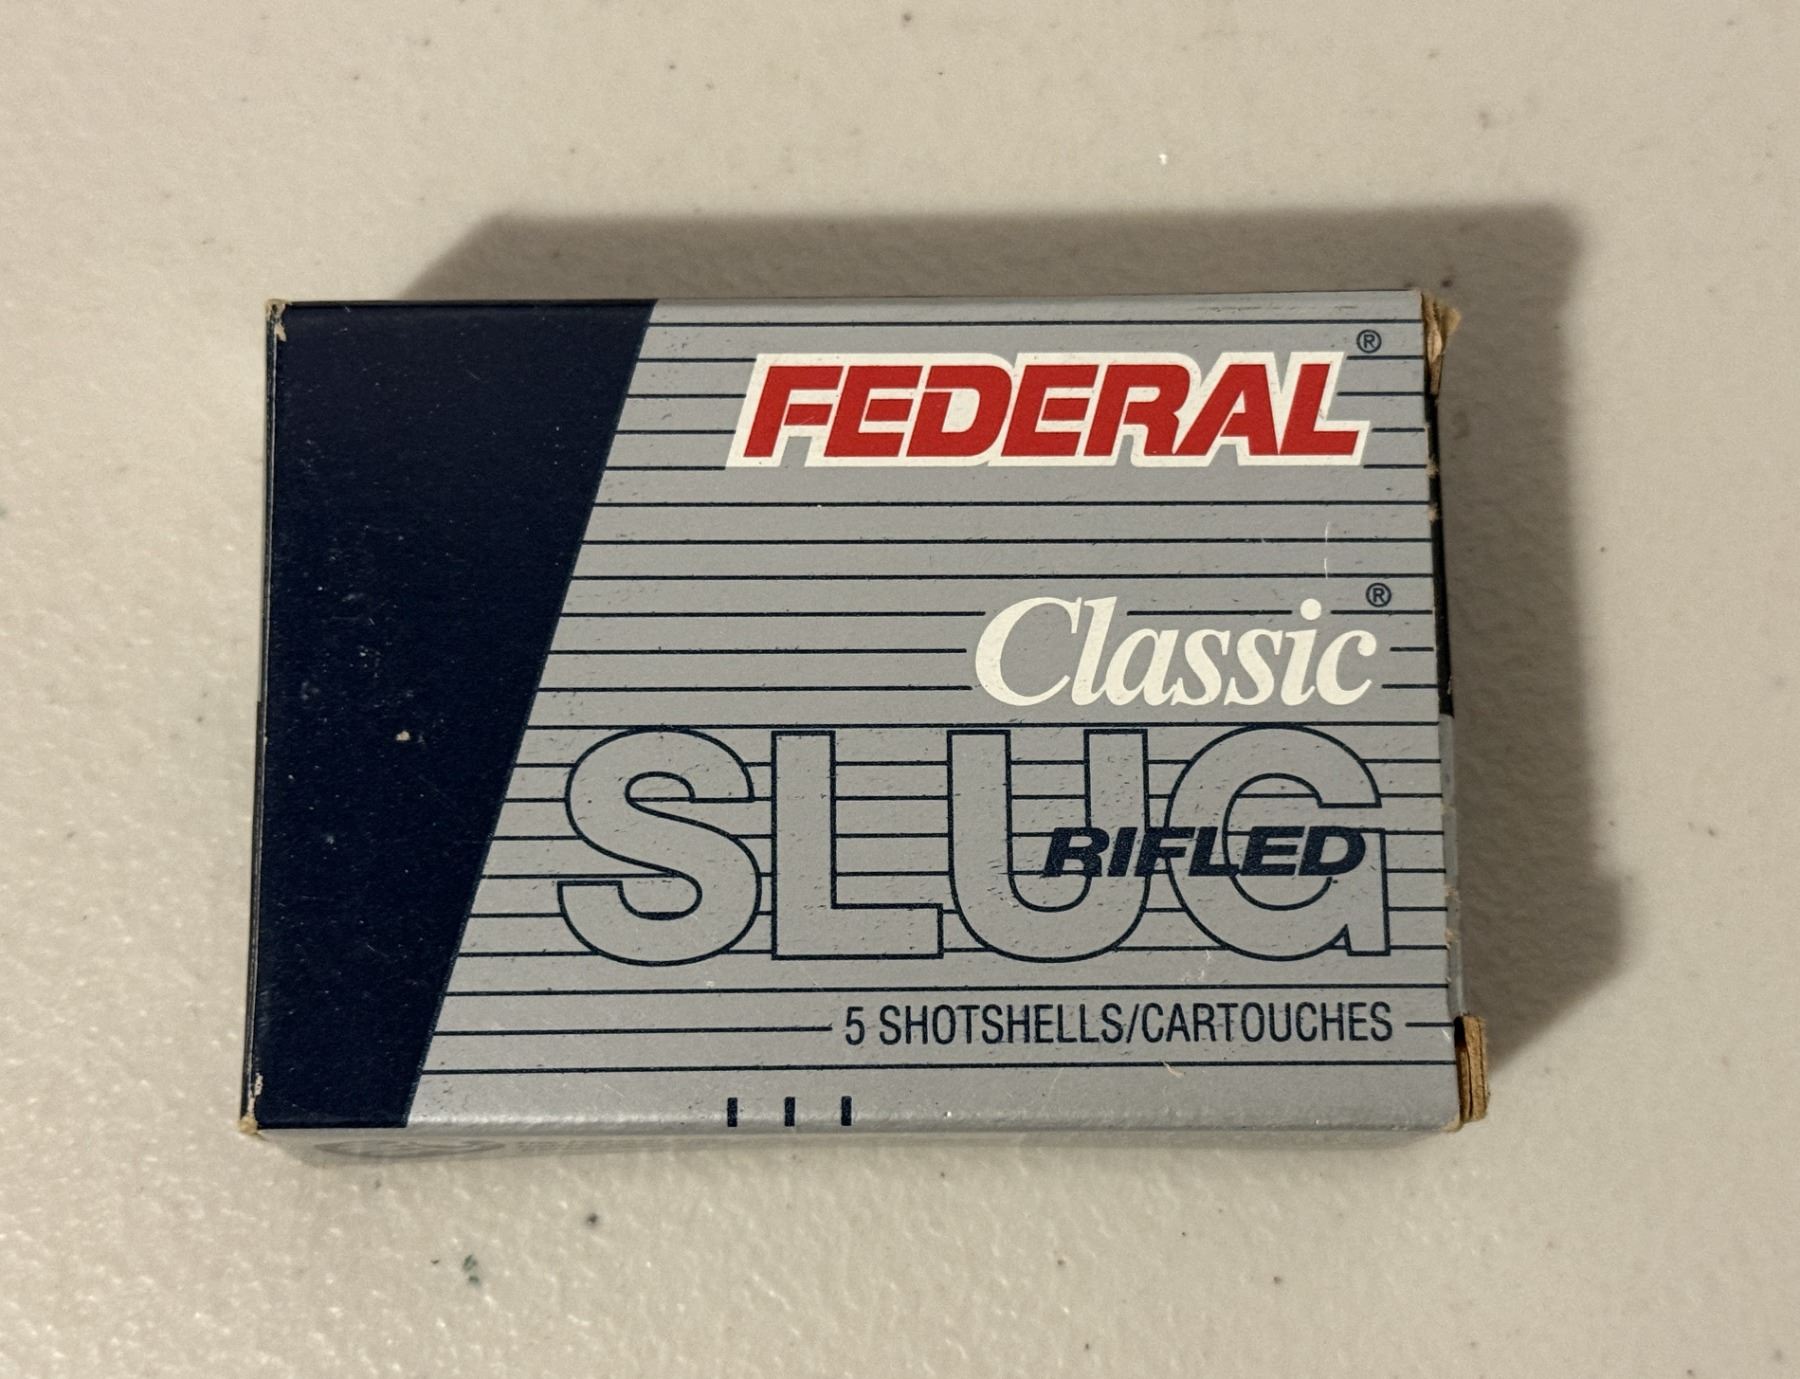 FEDERAL®
Classic®
SLUG
RIFLED
5 SHOTSHELLS/CARTOUCHES